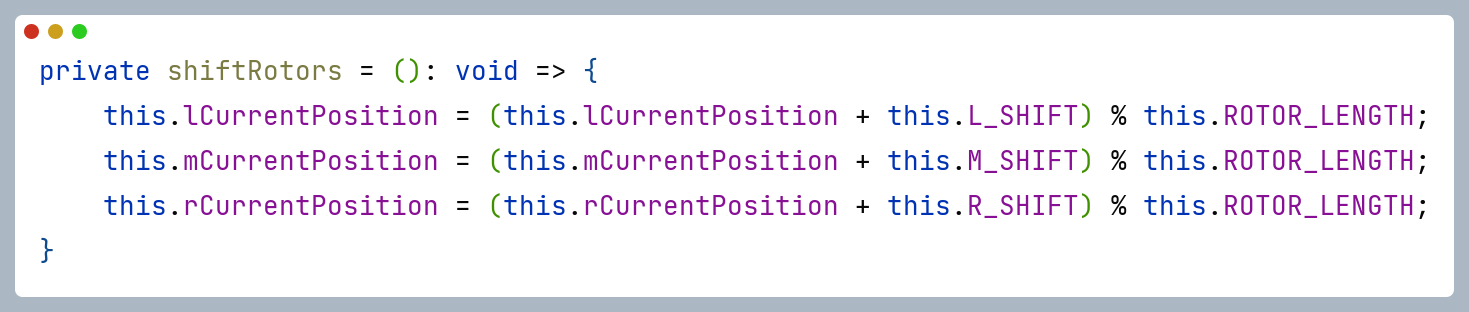 private shiftRotors = (): void => {
    this.lCurrentPosition = (this.lCurrentPosition + this.L_SHIFT) % this.ROTOR_LENGTH;
    this.mCurrentPosition = (this.mCurrentPosition + this.M_SHIFT) % this.ROTOR_LENGTH;
    this.rCurrentPosition = (this.rCurrentPosition + this.R_SHIFT) % this.ROTOR_LENGTH;
}